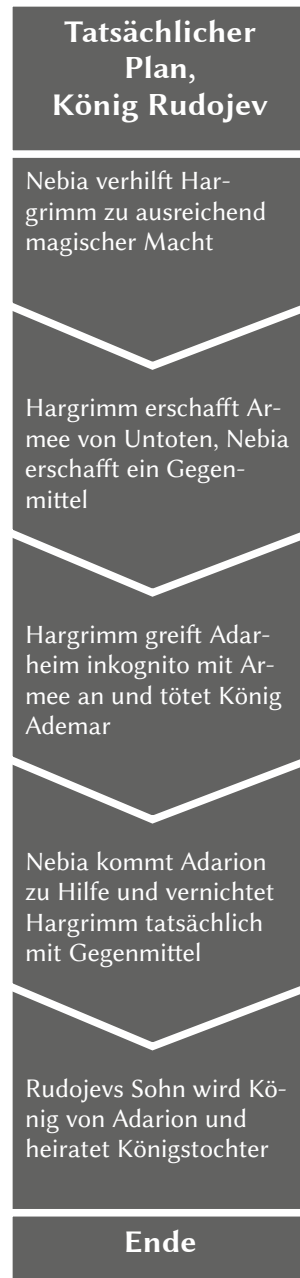 Tatsächlicher
Plan,
König Rudojev
Nebia verhilft Har-
grimm zu ausreichend
magischer Macht
Hargrimm erschafft Ar-
mee von Untoten, Nebia
erschafft ein Gegen-
mittel
Hargrimm greift Adar-
heim inkognito mit Ar-
mee an und tötet König
Ademar
Nebia kommt Adarion
zu Hilfe und vernichtet
Hargrimm tatsächlich
mit Gegenmittel
Rudojevs Sohn wird Kö-
nig von Adarion und
heiratet Königstochter
Ende